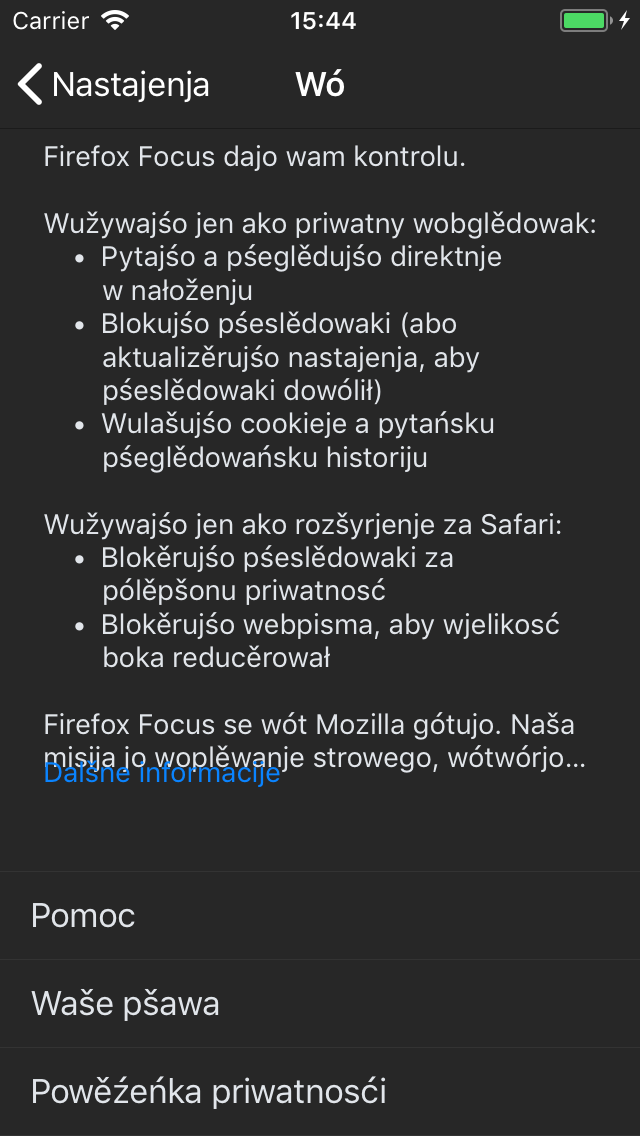 Carrier 15:44
Nastajenja Wó
Firefox Focus dajo wam kontrolu.
Wužywajśo jen ako priwatny wobglědowak:
• Pytajśo a pśeglědujśo direktnje
w nałoženju
• Blokujśo pśeslědowaki (abo
aktualizěrujśo nastajenja, aby
pśeslědowaki dowólił)
• Wulašujśo cookieje a pytańsku
pśeglědowańsku historiju
Wužywajśo jen ako rozšyrjenje za Safari:
• Blokěrujśo pśeslědowaki za
pólěpšonu priwatnosć
• Blokěrujśo webpisma, aby wjelikosć
boka reducěrował
Firefox Focus se wót Mozilla gótujo. Naša
misija jo woplěwanje strowego, wótwórjo...
Dalšne informacije
Pomoc
Waše pšawa
Powěźeńka priwatnosći